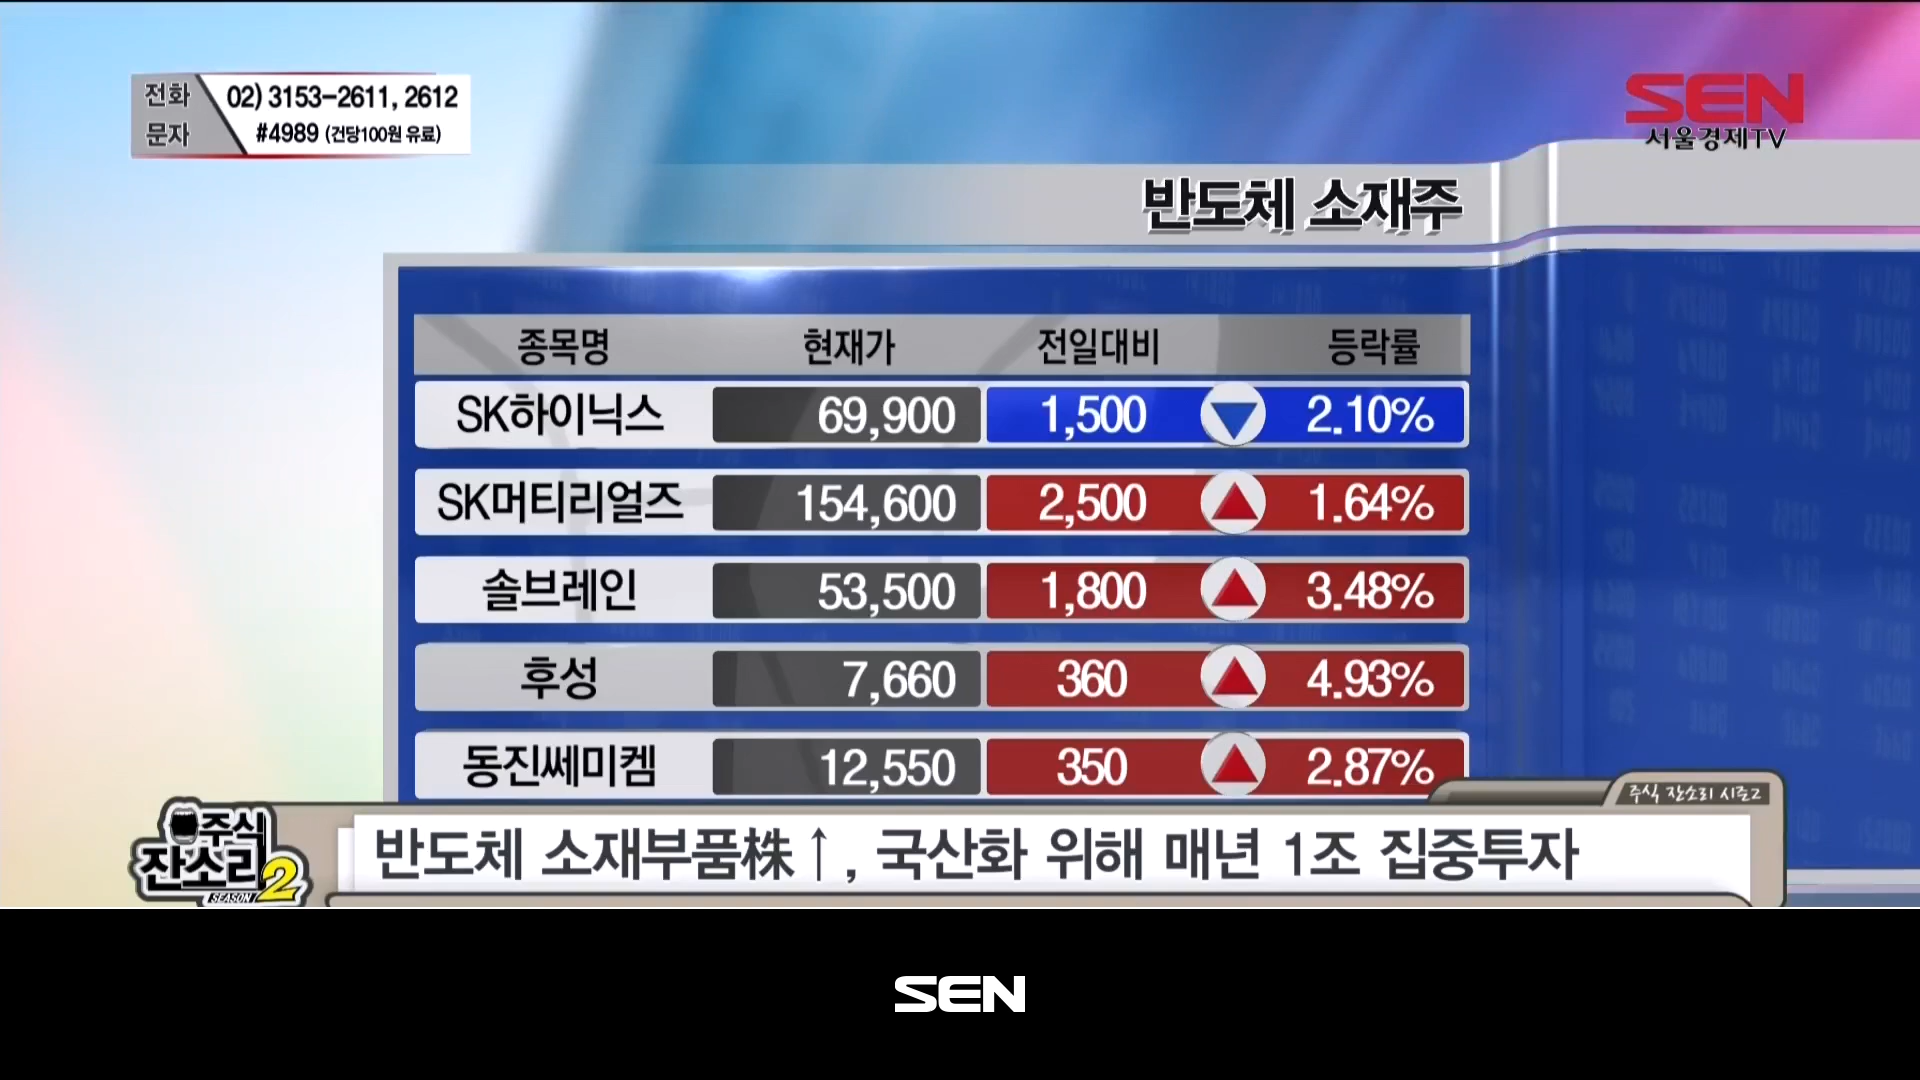 전화 02) 3153-2611, 2612
문자 #4989 (건당100원 유료)
SEN
서울경제TV
반도체 소재주
종목명 현재가 전일대비 등락률
SK하이닉스 69,900 1,500 ▼ 2.10%
SK머티리얼즈 154,600 2,500 ▲ 1.64%
솔브레인 53,500 1,800 ▲ 3.48%
후성 7,660 360 ▲ 4.93%
동진쎄미켐 12,550 350 ▲ 2.87%
주식 잔소리 시즌2
주식
잔소리 2
SEASON
반도체 소재부품株↑, 국산화 위해 매년 1조 집중투자
SEN